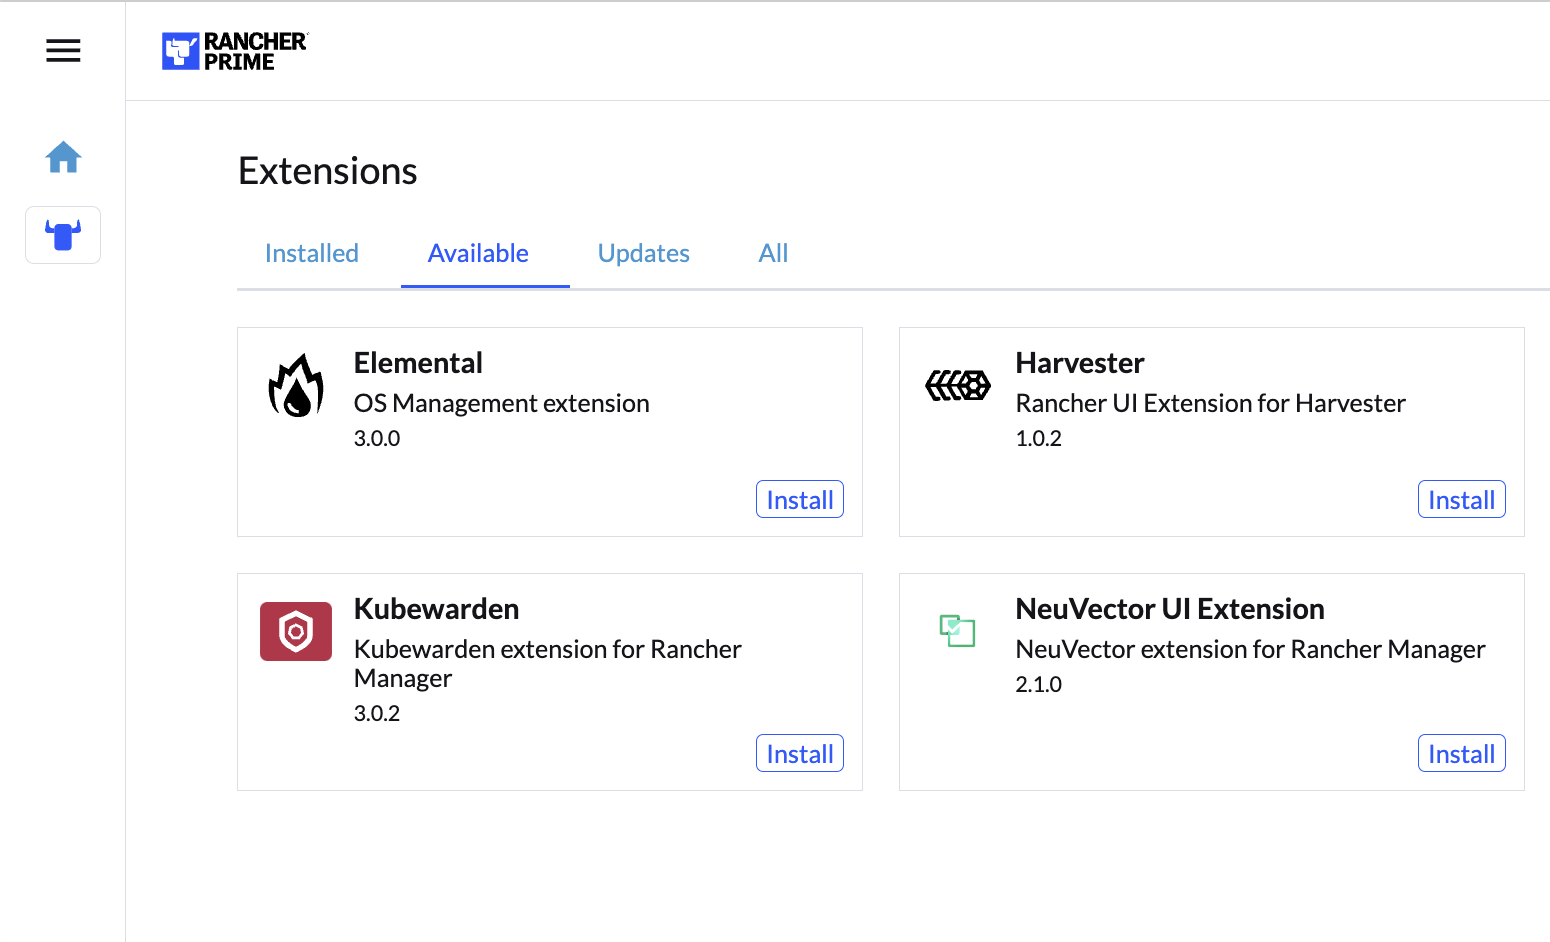 RANCHER
PRIME
Extensions
Installed Available Updates All
Elemental
OS Management extension
3.0.0
Install
Harvester
Rancher UI Extension for Harvester
1.0.2
Install
Kubewarden
Kubewarden extension for Rancher
Manager
3.0.2
Install
NeuVector UI Extension
NeuVector extension for Rancher Manager
2.1.0
Install